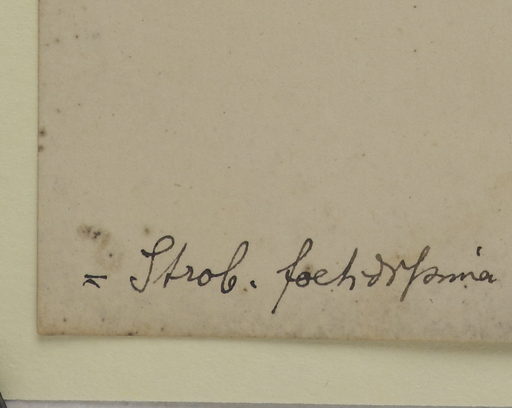 = Strob. foetidissima